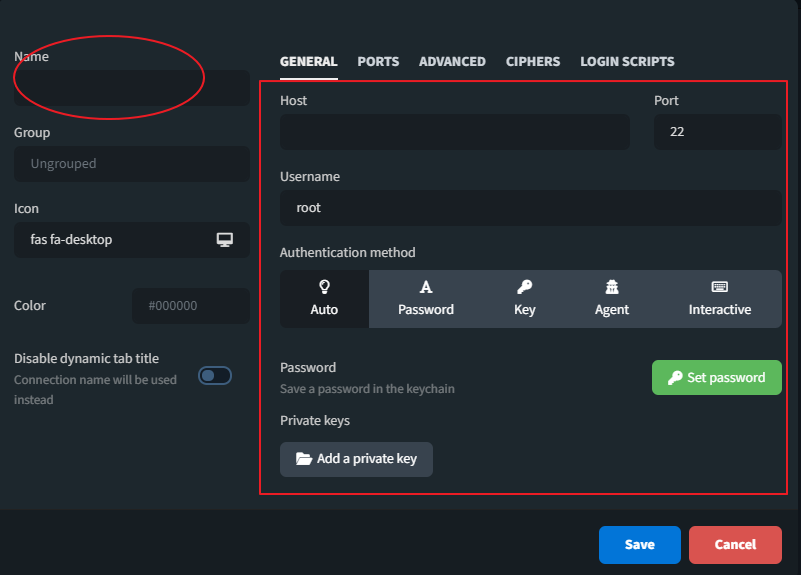 Name
Group
Ungrouped
Icon
fas fa-desktop
Color
#000000
Disable dynamic tab title
Connection name will be used
instead
GENERAL PORTS ADVANCED CIPHERS LOGIN SCRIPTS
Host
Port
22
Username
root
Authentication method
Auto
Password
Key
Agent
Interactive
Password
Save a password in the keychain
Set password
Private keys
Add a private key
Save
Cancel